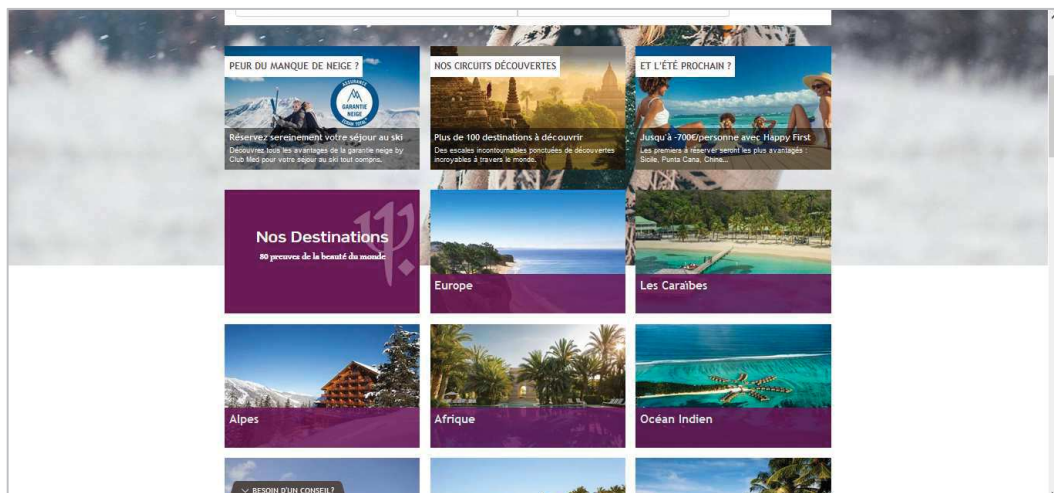 PEUR DU MANQUE DE NEIGE ?
ASSURANCE
GARANTIE
NEIGE
Réservez sereinement votre séjour au ski
Découvrez tous les avantages de la garantie neige by
Club Med pour votre séjour au ski tout compris.
NOS CIRCUITS DÉCOUVERTES
Plus de 100 destinations à découvrir
Des escales incontournables ponctuées de découvertes
incroyables à travers le monde.
ET L'ÉTÉ PROCHAIN ?
Jusqu'à -700€/personne avec Happy First
Les premiers à réserver seront les plus avantagés :
Sicile, Punta Cana, Chine...
Nos Destinations
80 preuves de la beauté du monde
Europe
Les Caraïbes
Alpes
Afrique
Océan Indien
BESOIN D'UN CONSEIL?